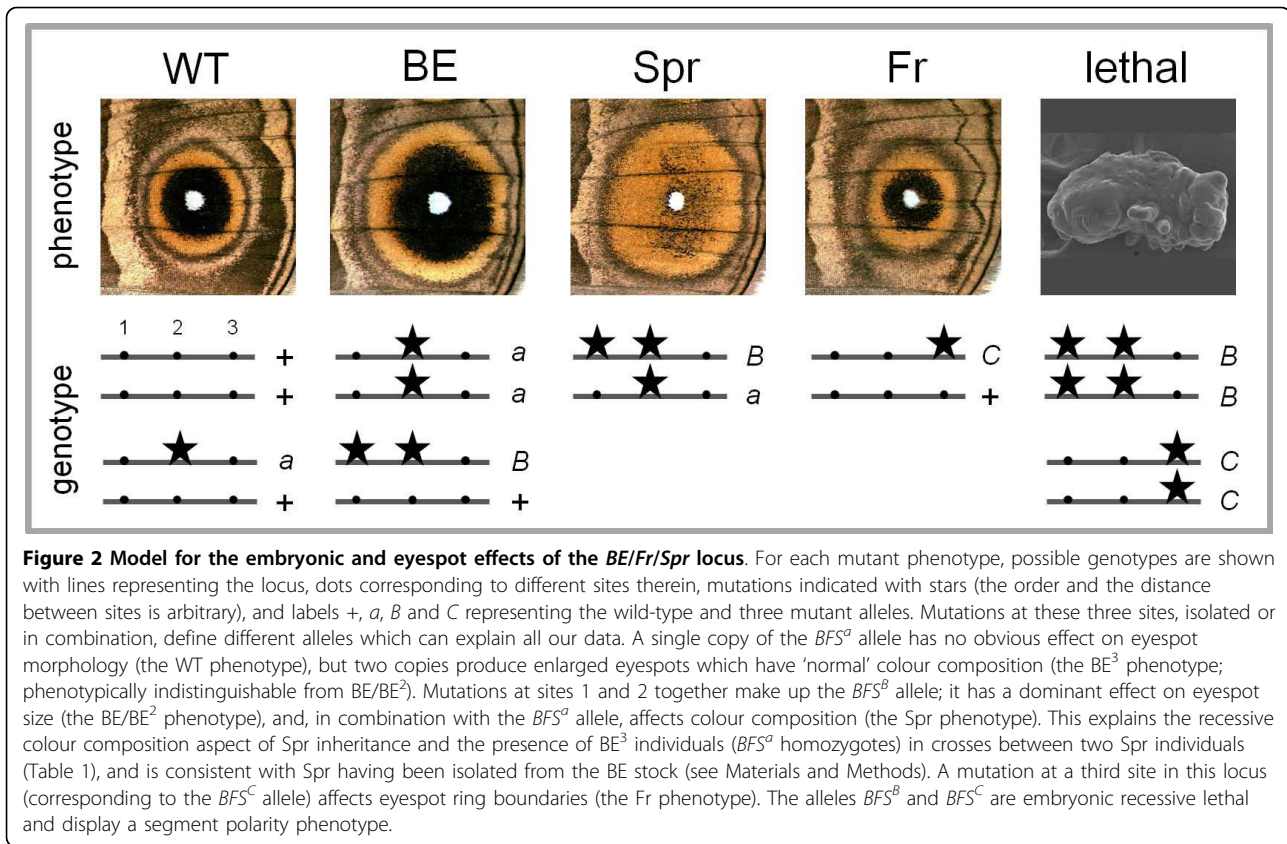 WT BE Spr Fr lethal
phenotype
genotype
1 2 3
+ a B C B
+ a a + B
a B C
+ + C
Figure 2 Model for the embryonic and eyespot effects of the BE/Fr/Spr locus. For each mutant phenotype, possible genotypes are shown
with lines representing the locus, dots corresponding to different sites therein, mutations indicated with stars (the order and the distance
between sites is arbitrary), and labels +, a, B and C representing the wild-type and three mutant alleles. Mutations at these three sites, isolated or
in combination, define different alleles which can explain all our data. A single copy of the BFSᵃ allele has no obvious effect on eyespot
morphology (the WT phenotype), but two copies produce enlarged eyespots which have ‘normal’ colour composition (the BE³ phenotype;
phenotypically indistinguishable from BE/BE²). Mutations at sites 1 and 2 together make up the BFSᴮ allele; it has a dominant effect on eyespot
size (the BE/BE² phenotype), and, in combination with the BFSᵃ allele, affects colour composition (the Spr phenotype). This explains the recessive
colour composition aspect of Spr inheritance and the presence of BE³ individuals (BFSᵃ homozygotes) in crosses between two Spr individuals
(Table 1), and is consistent with Spr having been isolated from the BE stock (see Materials and Methods). A mutation at a third site in this locus
(corresponding to the BFSᶜ allele) affects eyespot ring boundaries (the Fr phenotype). The alleles BFSᴮ and BFSᶜ are embryonic recessive lethal
and display a segment polarity phenotype.